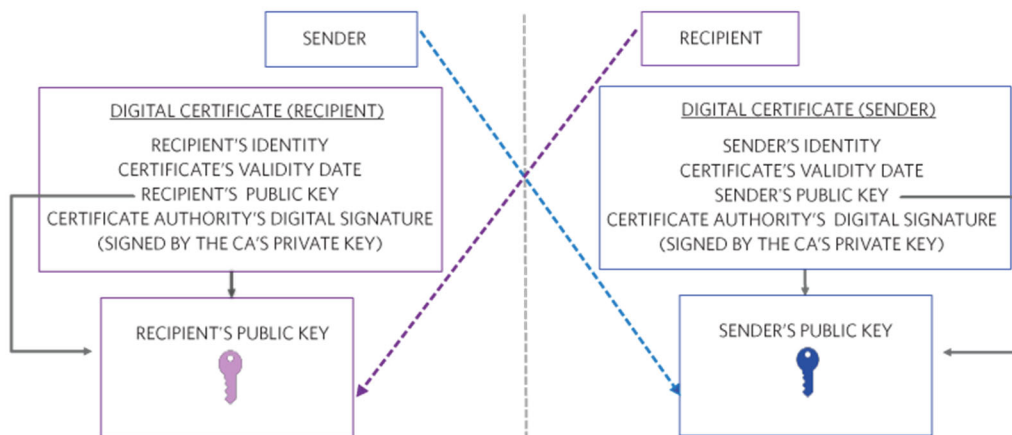 SENDER
RECIPIENT
DIGITAL CERTIFICATE (RECIPIENT)
RECIPIENT'S IDENTITY
CERTIFICATE'S VALIDITY DATE
RECIPIENT'S PUBLIC KEY
CERTIFICATE AUTHORITY'S DIGITAL SIGNATURE
(SIGNED BY THE CA'S PRIVATE KEY)
DIGITAL CERTIFICATE (SENDER)
SENDER'S IDENTITY
CERTIFICATE'S VALIDITY DATE
SENDER'S PUBLIC KEY
CERTIFICATE AUTHORITY'S DIGITAL SIGNATURE
(SIGNED BY THE CA'S PRIVATE KEY)
RECIPIENT'S PUBLIC KEY
SENDER'S PUBLIC KEY